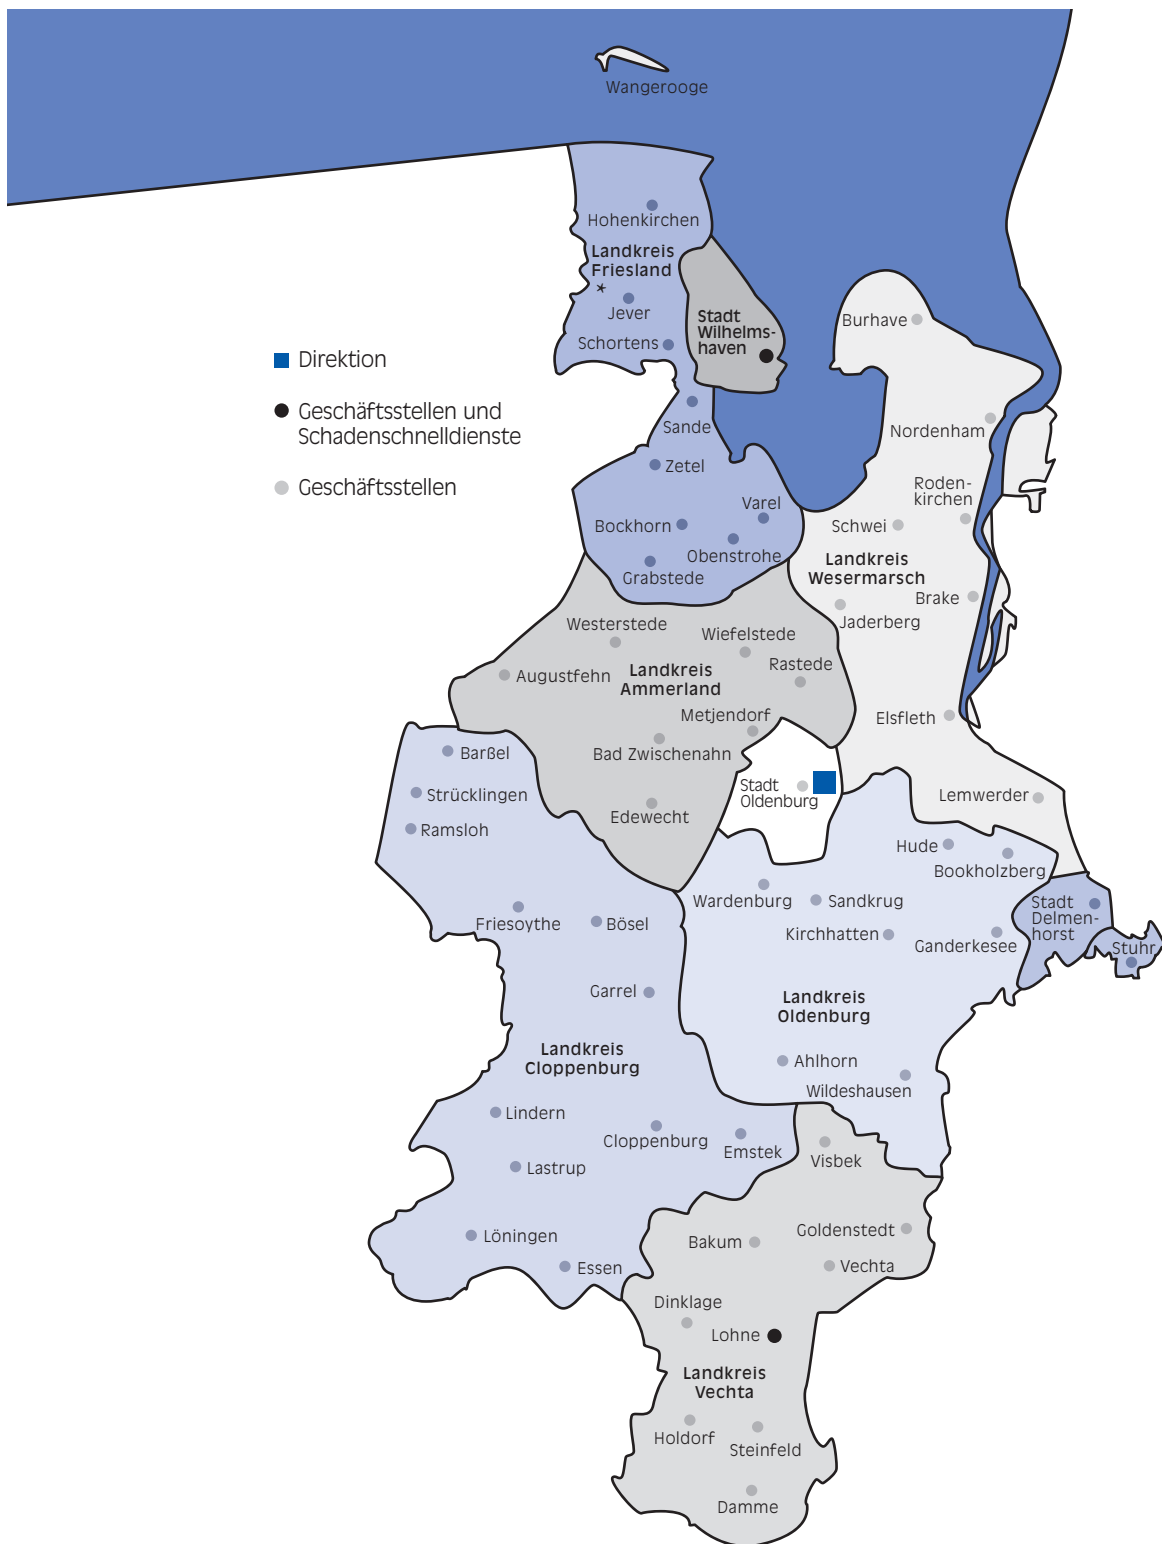 Wangerooge
Hohenkirchen
Landkreis
Friesland
*
Jever
Schortens
Stadt
Wilhelms-
haven
Burhave
Direktion
Geschäftsstellen und
Schadenschnelldienste
Geschäftsstellen
Sande
Nordenham
Zetel
Roden-
kirchen
Varel
Bockhorn
Schwei
Obenstrohe
Grabstede
Landkreis
Wesermarsch
Brake
Jaderberg
Westerstede
Wiefelstede
Rastede
Augustfehn
Landkreis
Ammerland
Metjendorf
Elsfleth
Bad Zwischenahn
Barßel
Strücklingen
Stadt
Oldenburg
Lemwerder
Edewecht
Ramsloh
Hude
Bookholzberg
Wardenburg
Sandkrug
Stadt
Delmen-
horst
Friesoythe
Bösel
Kirchhatten
Ganderkesee
Stuhr
Garrel
Landkreis
Oldenburg
Landkreis
Cloppenburg
Ahlhorn
Wildeshausen
Lindern
Cloppenburg
Emstek
Visbek
Lastrup
Löningen
Bakum
Goldenstedt
Essen
Vechta
Dinklage
Lohne
Landkreis
Vechta
Holdorf
Steinfeld
Damme